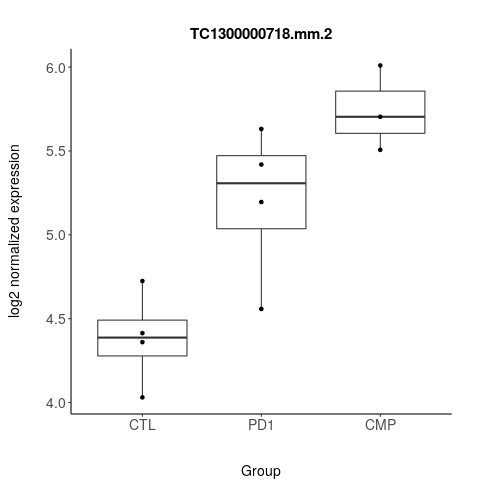 TC1300000718.mm.2
log2 normalized expression
6.0
5.5
5.0
4.5
4.0
CTL PD1 CMP
Group